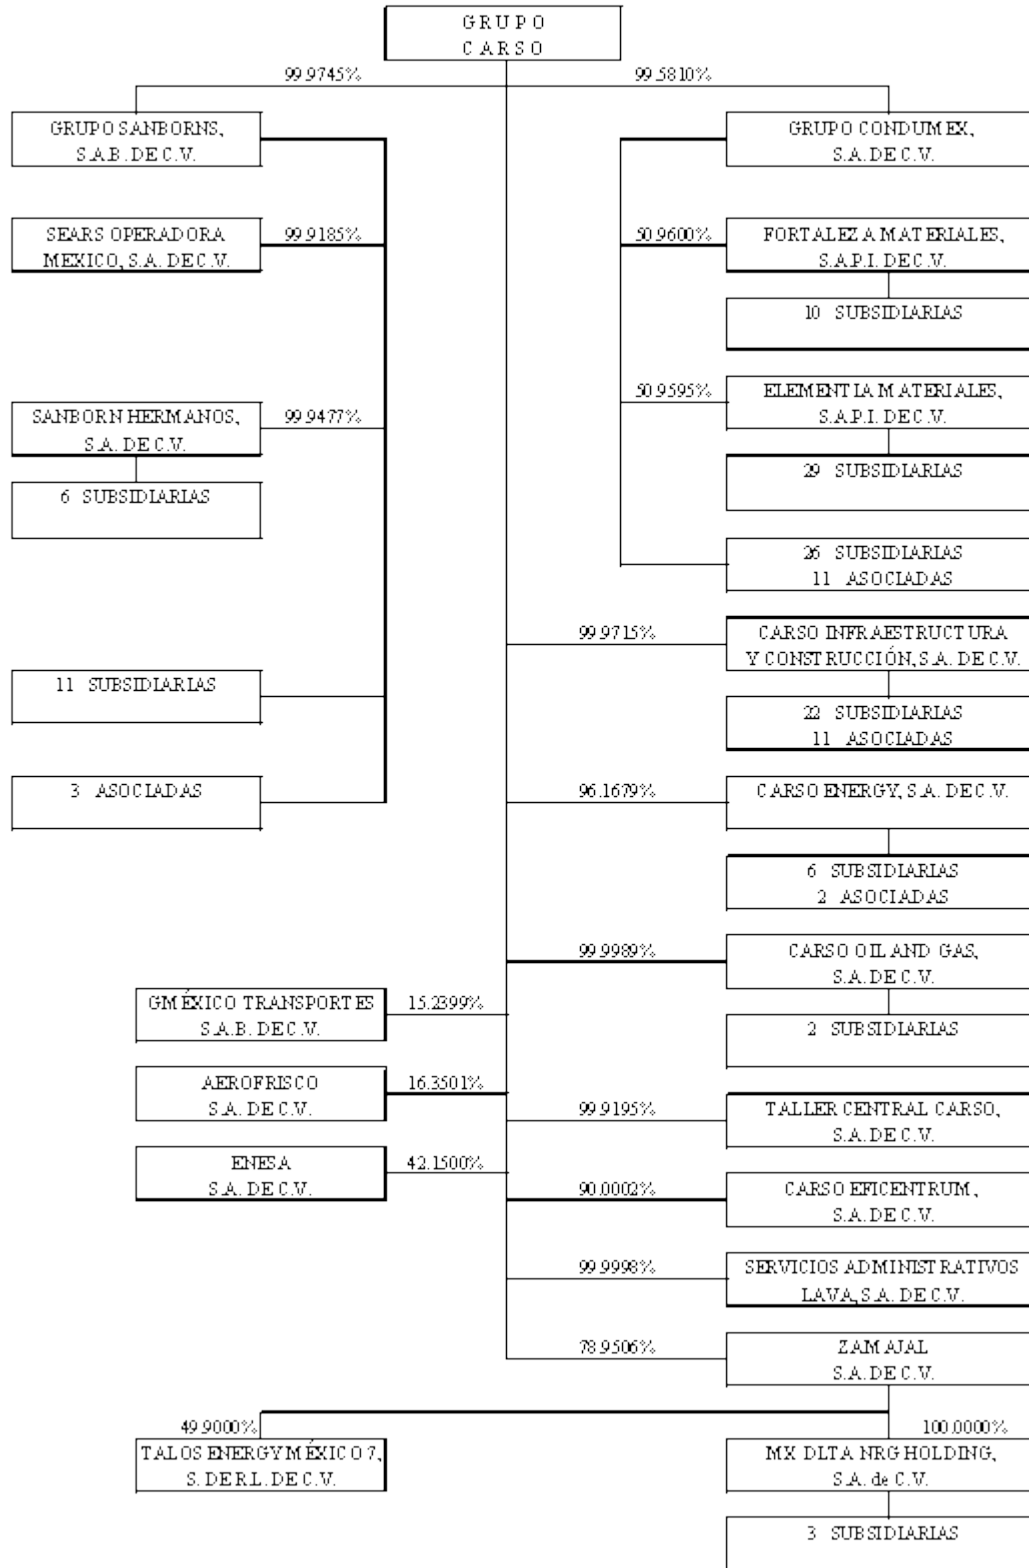 GRUPO
CARSO
99.9745%
99.5810%
GRUPO SANBORNS,
S.A.B. DE C.V.
GRUPO CONDUMEX,
S.A. DE C.V.
SEARS OPERADORA
MEXICO, S.A. DE C.V.
99.9185%
50.9600%
FORTALEZA MATERIALES,
S.A.P.I. DE C.V.
10 SUBSIDIARIAS
SANBORN HERMANOS,
S.A. DE C.V.
99.9477%
6 SUBSIDIARIAS
50.9595%
ELEMENTIA MATERIALES,
S.A.P.I. DE C.V.
29 SUBSIDIARIAS
26 SUBSIDIARIAS
11 ASOCIADAS
11 SUBSIDIARIAS
3 ASOCIADAS
99.9715%
CARSO INFRAESTRUCTURA
Y CONSTRUCCIÓN, S.A. DE C.V.
22 SUBSIDIARIAS
11 ASOCIADAS
96.1679%
CARSO ENERGY, S.A. DE C.V.
6 SUBSIDIARIAS
2 ASOCIADAS
99.9989%
CARSO OIL AND GAS,
S.A. DE C.V.
2 SUBSIDIARIAS
GMÉXICO TRANSPORTES
S.A.B. DE C.V.
15.2399%
AEROFRISCO
S.A. DE C.V.
16.3501%
99.9195%
TALLER CENTRAL CARSO,
S.A. DE C.V.
ENESA
S.A. DE C.V.
42.1500%
90.0002%
CARSO EFICENTRUM,
S.A. DE C.V.
99.9998%
SERVICIOS ADMINISTRATIVOS
LAVA, S.A. DE C.V.
78.9506%
ZAMAJAL
S.A. DE C.V.
49.9000%
100.0000%
TALOS ENERGY MÉXICO 7,
S. DE R.L. DE C.V.
MX DLTA NRG HOLDING,
S.A. de C.V.
3 SUBSIDIARIAS